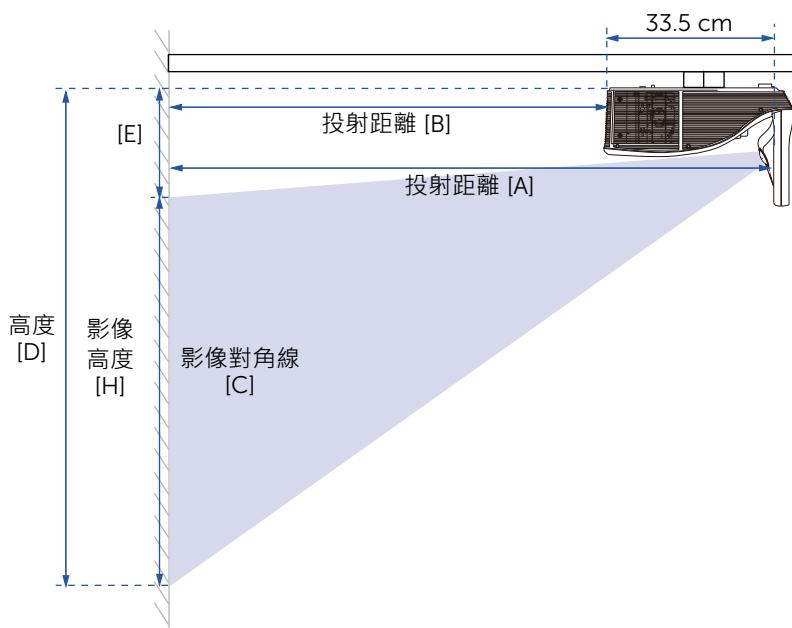 33.5 cm
[E]
投射距離 [B]
投射距離 [A]
高度
[D]
影像
高度
[H]
影像對角線
[C]